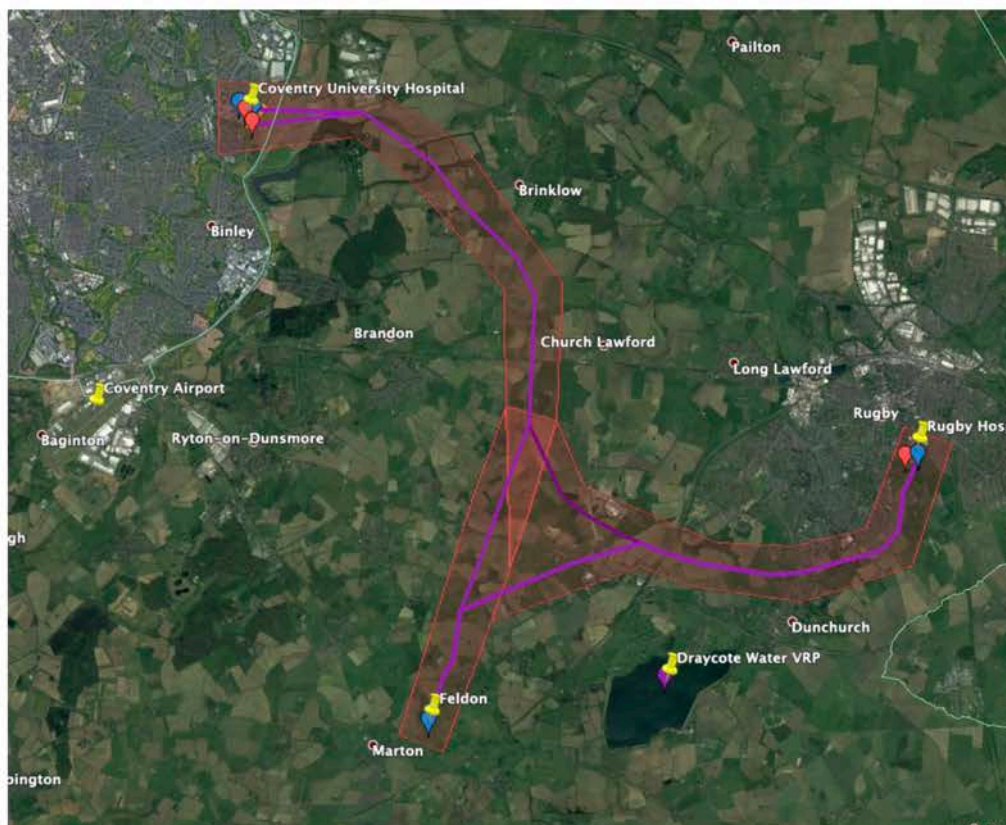 Pailton
Coventry University Hospital
Brinklow
Binley
Brandon
Church Lawford
Long Lawford
Coventry Airport
Rugby
Baginton
Ryton-on-Dunsmore
Rugby Hos
gh
Dunchurch
Draycote Water VRP
Feldon
Marton
bington